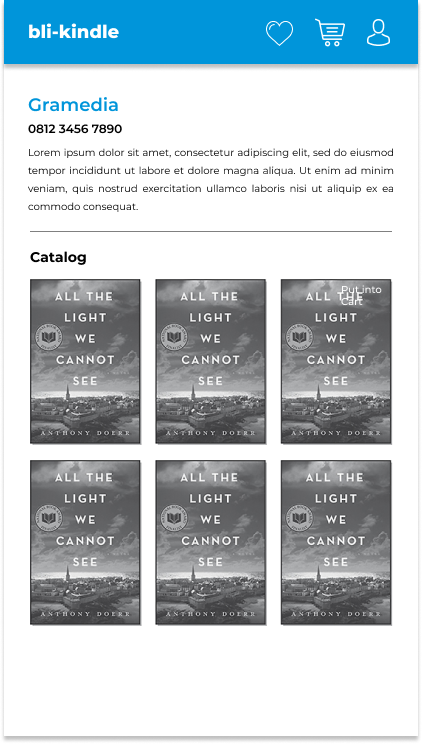 bli-kindle
Gramedia
0812 3456 7890
Lorem ipsum dolor sit amet, consectetur adipiscing elit, sed do eiusmod
tempor incididunt ut labore et dolore magna aliqua. Ut enim ad minim
veniam, quis nostrud exercitation ullamco laboris nisi ut aliquip ex ea
commodo consequat.
Catalog
ALL THE
LIGHT
WE
CANNOT
SEE
ANTHONY DOERR
ALL THE
LIGHT
WE
CANNOT
SEE
ANTHONY DOERR
Put into
Cart
ALL THE
LIGHT
WE
CANNOT
SEE
ANTHONY DOERR
ALL THE
LIGHT
WE
CANNOT
SEE
ANTHONY DOERR
ALL THE
LIGHT
WE
CANNOT
SEE
ANTHONY DOERR
ALL THE
LIGHT
WE
CANNOT
SEE
ANTHONY DOERR